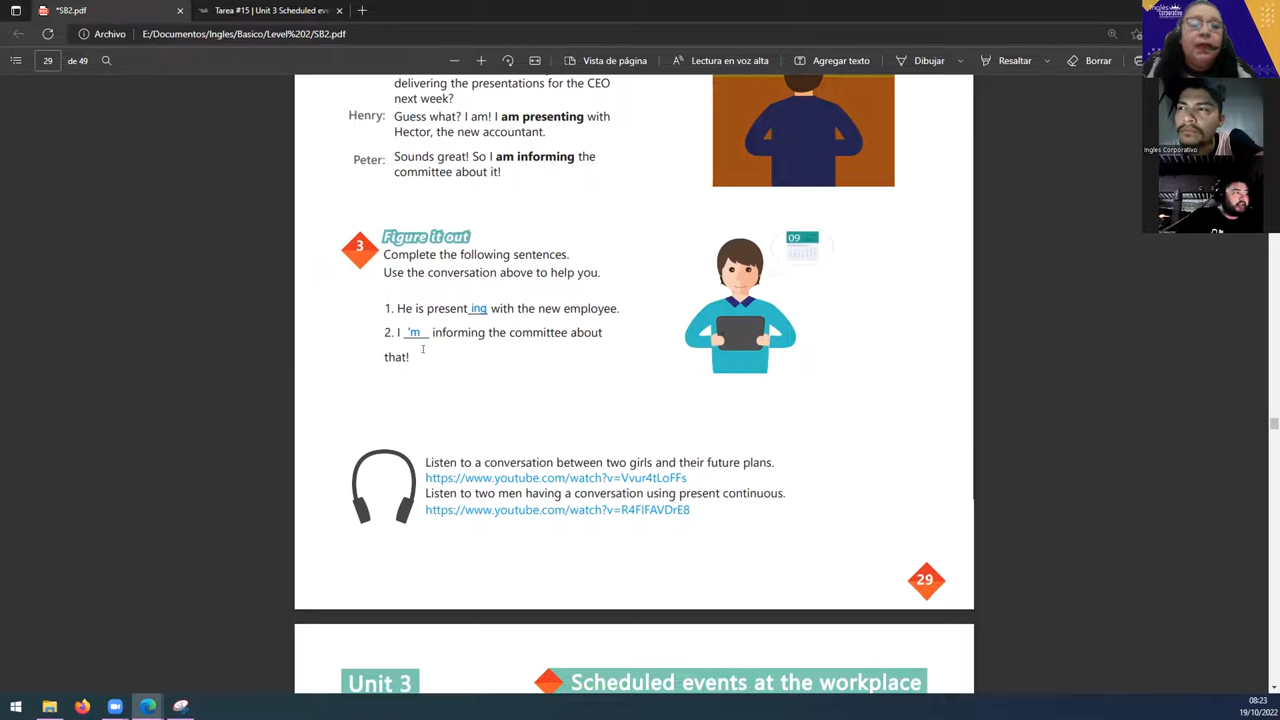 *SB2.pdf
Tarea #15 | Unit 3 Scheduled eve
Archivo
E:/Documentos/Ingles/Basico/Level%202/SB2.pdf
29 de 49
Vista de página
Lectura en voz alta
Agregar texto
Dibujar
Resaltar
Borrar
delivering the presentations for the CEO
next week?
Henry: Guess what? I am! I am presenting with
Hector, the new accountant.
Peter: Sounds great! So I am informing the
committee about it!
3
Figure it out
Complete the following sentences.
Use the conversation above to help you.
1. He is present ing with the new employee.
2. I 'm informing the committee about
that!
09
Listen to a conversation between two girls and their future plans.
https://www.youtube.com/watch?v=Vvur4tLoFFs
Listen to two men having a conversation using present continuous.
https://www.youtube.com/watch?v=R4FIFAVDrE8
29
Unit 3
Scheduled events at the workplace
Ingles Corporativo
08:23
19/10/2022